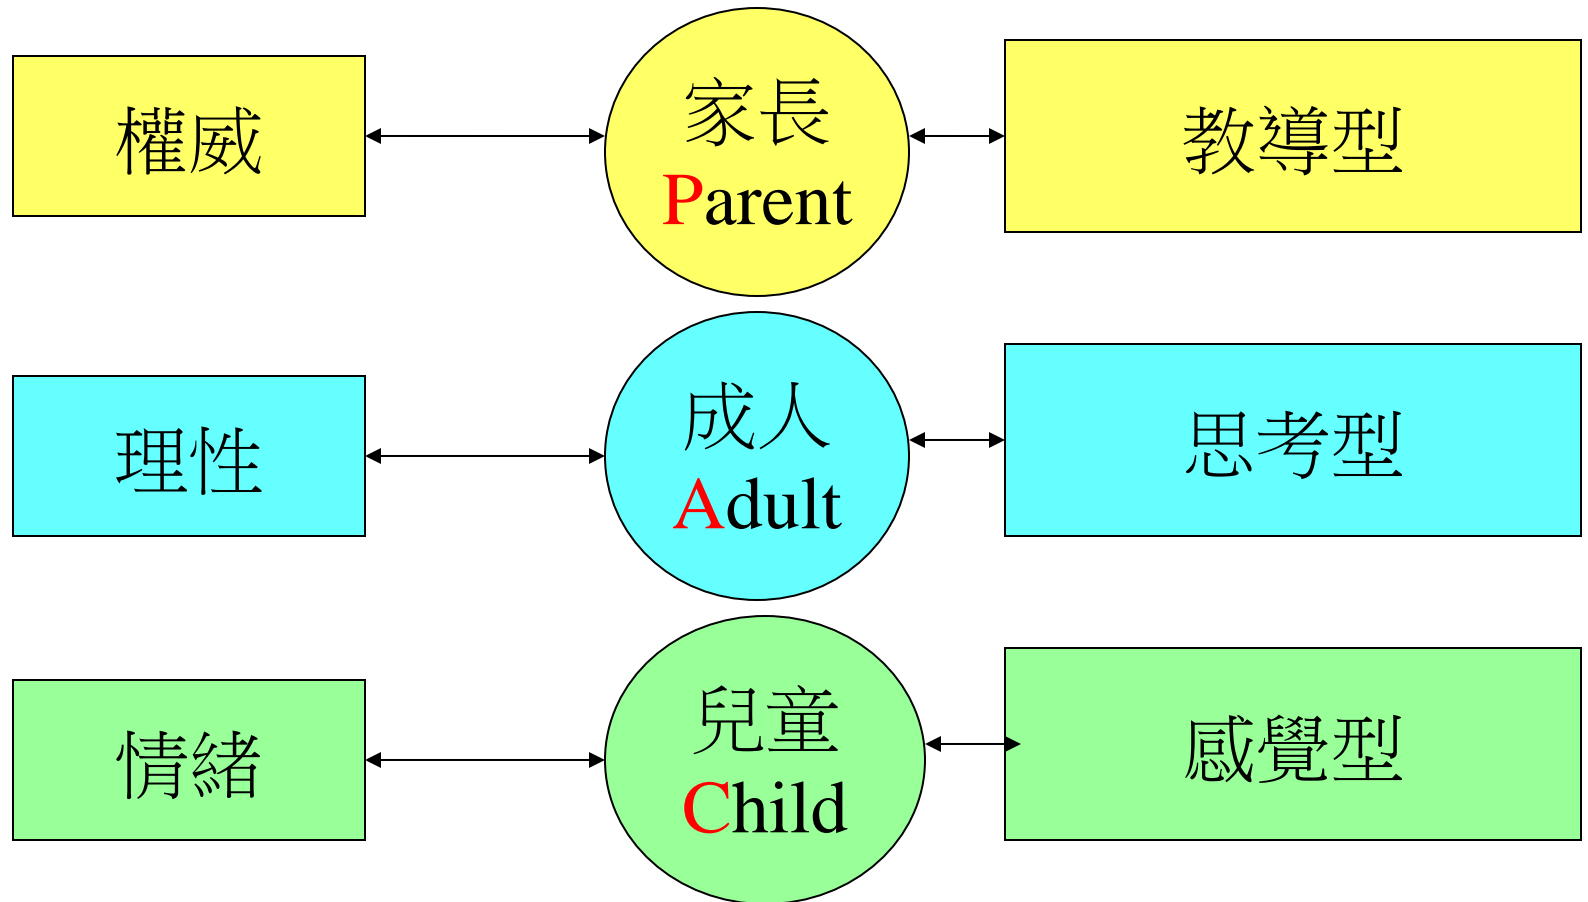 權威
家長
Parent
教導型
理性
成人
Adult
思考型
情緒
兒童
Child
感覺型